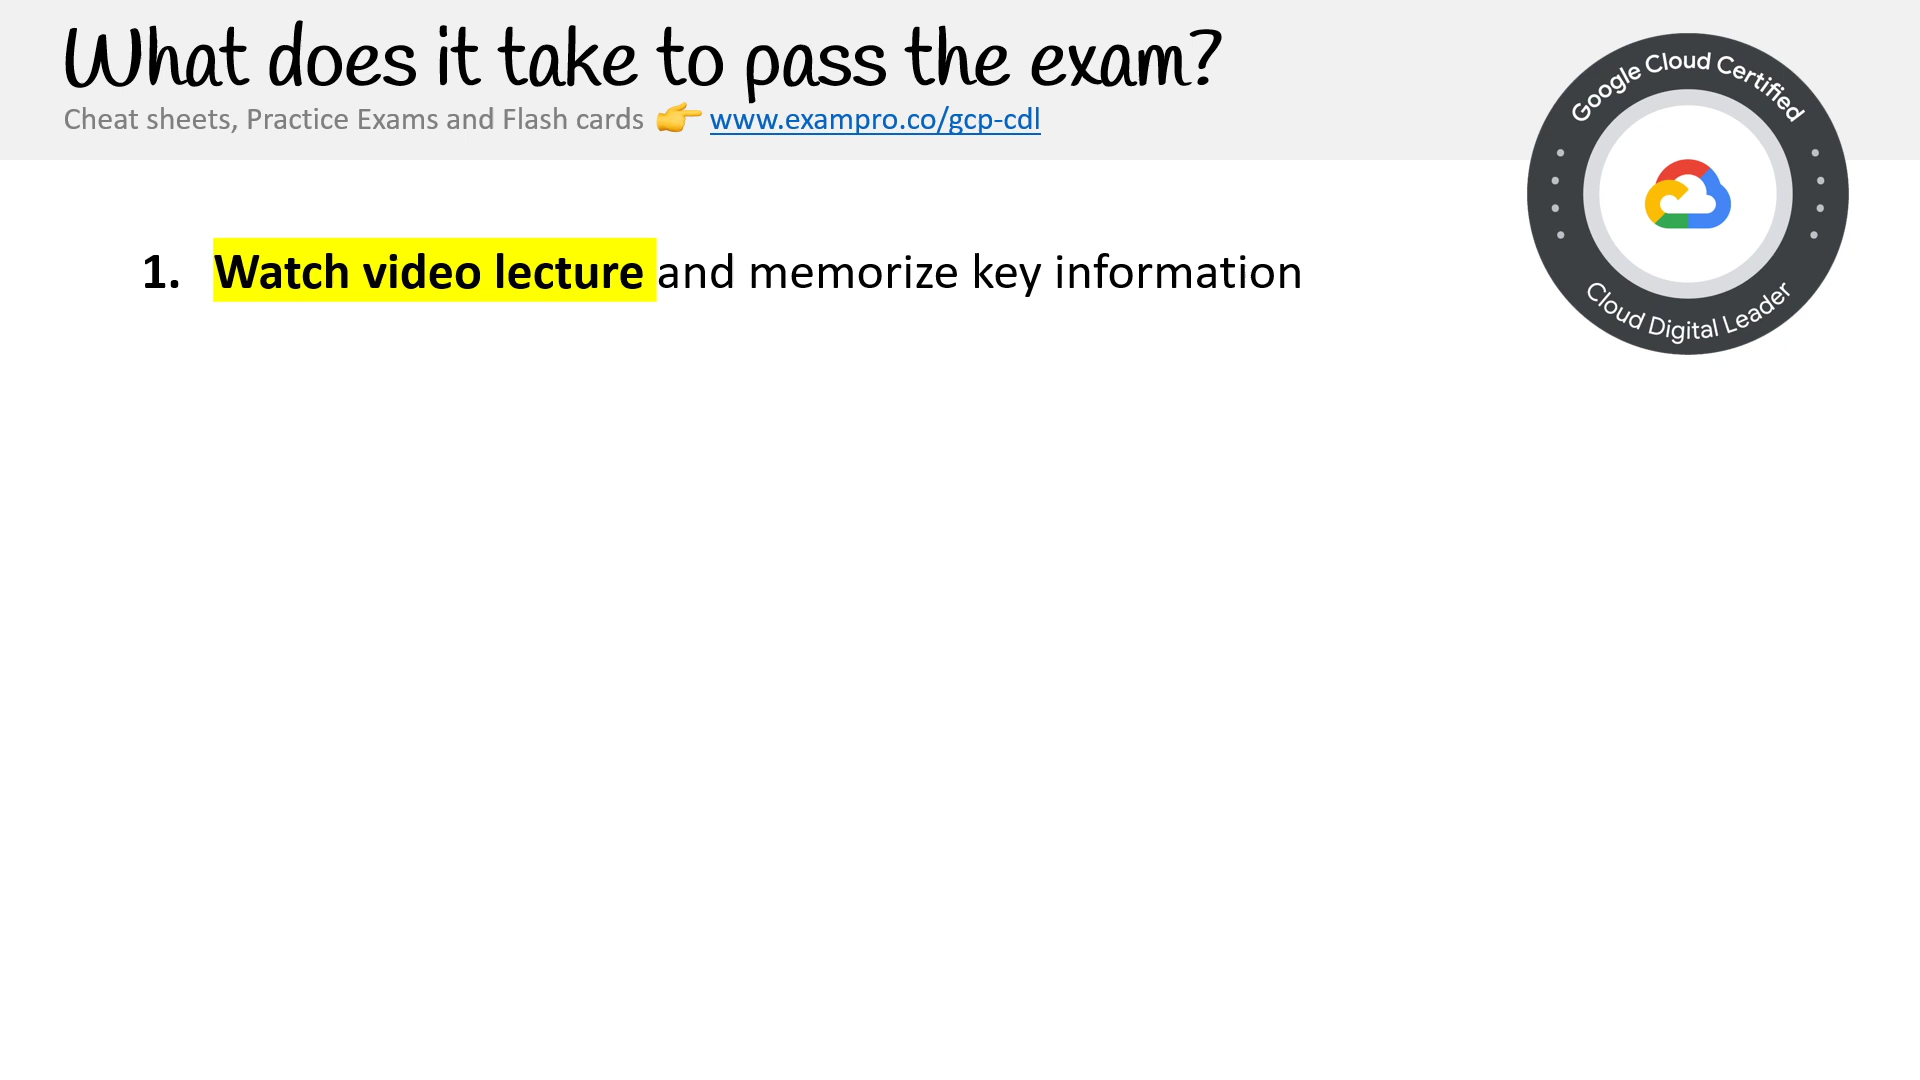 What does it take to pass the exam?
Cheat sheets, Practice Exams and Flash cards 👉 www.exampro.co/gcp-cdl
Google Cloud Certified
Cloud Digital Leader
1. Watch video lecture and memorize key information